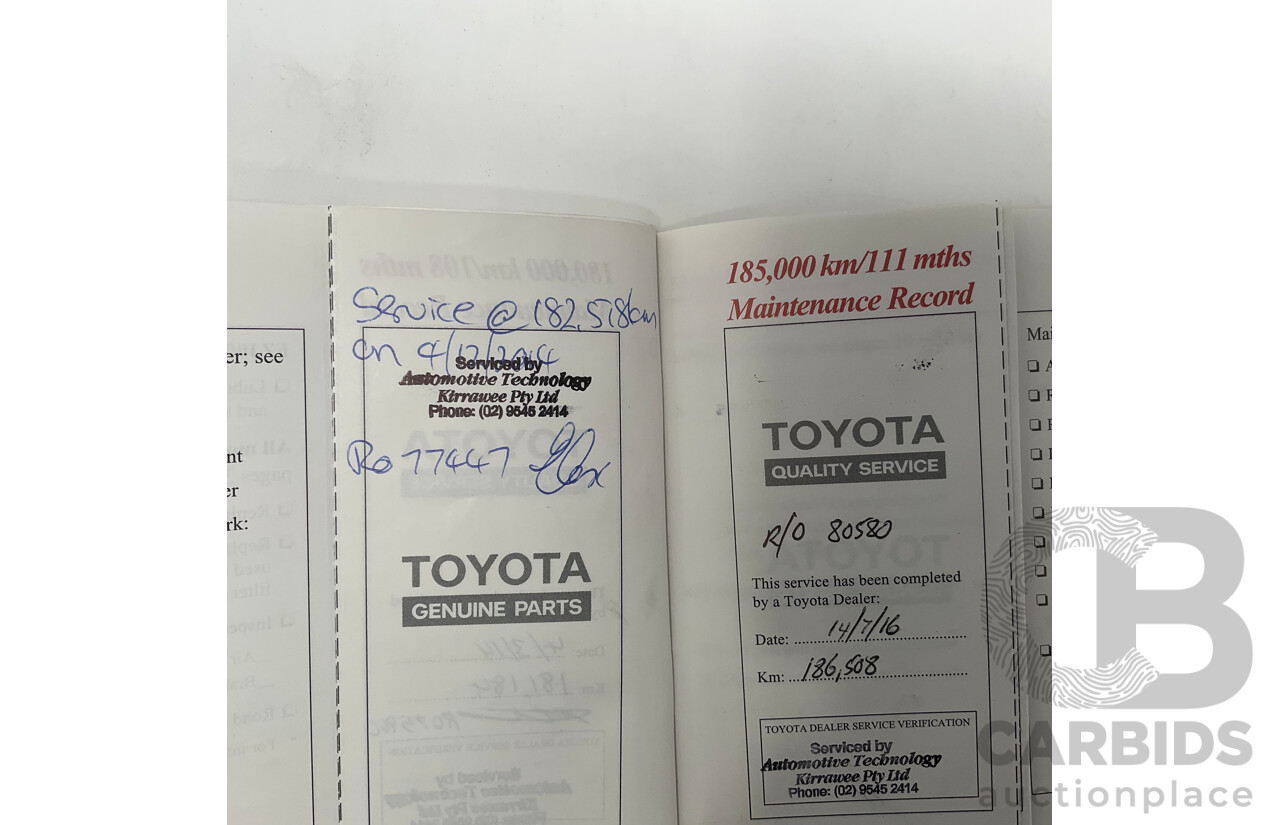 er; see
nt
er
rk:
Service @ 182,578km
on 4/12/2014
Serviced by
Automotive Technology
Kirrawee Pty Ltd
Phone: (02) 9545 2414
Ro 77447
TOYOTA
GENUINE PARTS
185,000 km/111 mths
Maintenance Record
TOYOTA
QUALITY SERVICE
R/O 80580
This service has been completed
by a Toyota Dealer:
Date: 14/7/16
Km: 186,508
TOYOTA DEALER SERVICE VERIFICATION
Serviced by
Automotive Technology
Kirrawee Pty Ltd
Phone: (02) 9545 2414
Mai
CARBIDS
auctionplace